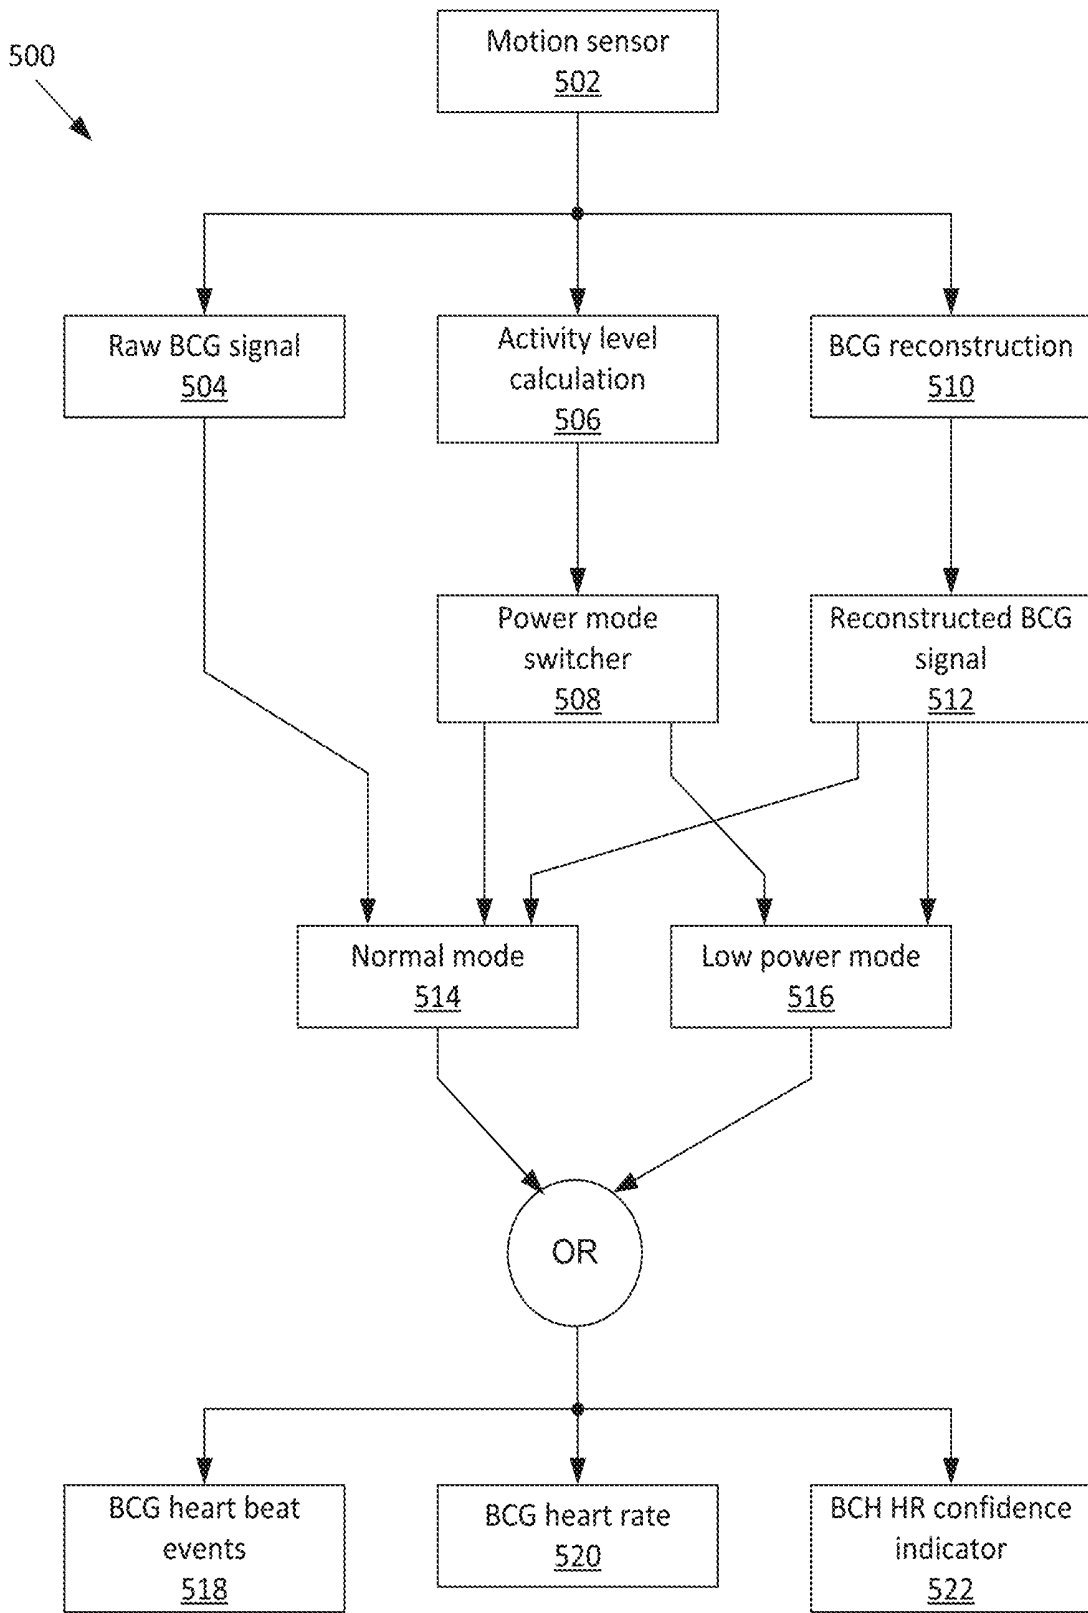 500
Motion sensor
502
Raw BCG signal
504
Activity level
calculation
506
BCG reconstruction
510
Power mode
switcher
508
Reconstructed BCG
signal
512
Normal mode
514
Low power mode
516
OR
BCG heart beat
events
518
BCG heart rate
520
BCH HR confidence
indicator
522